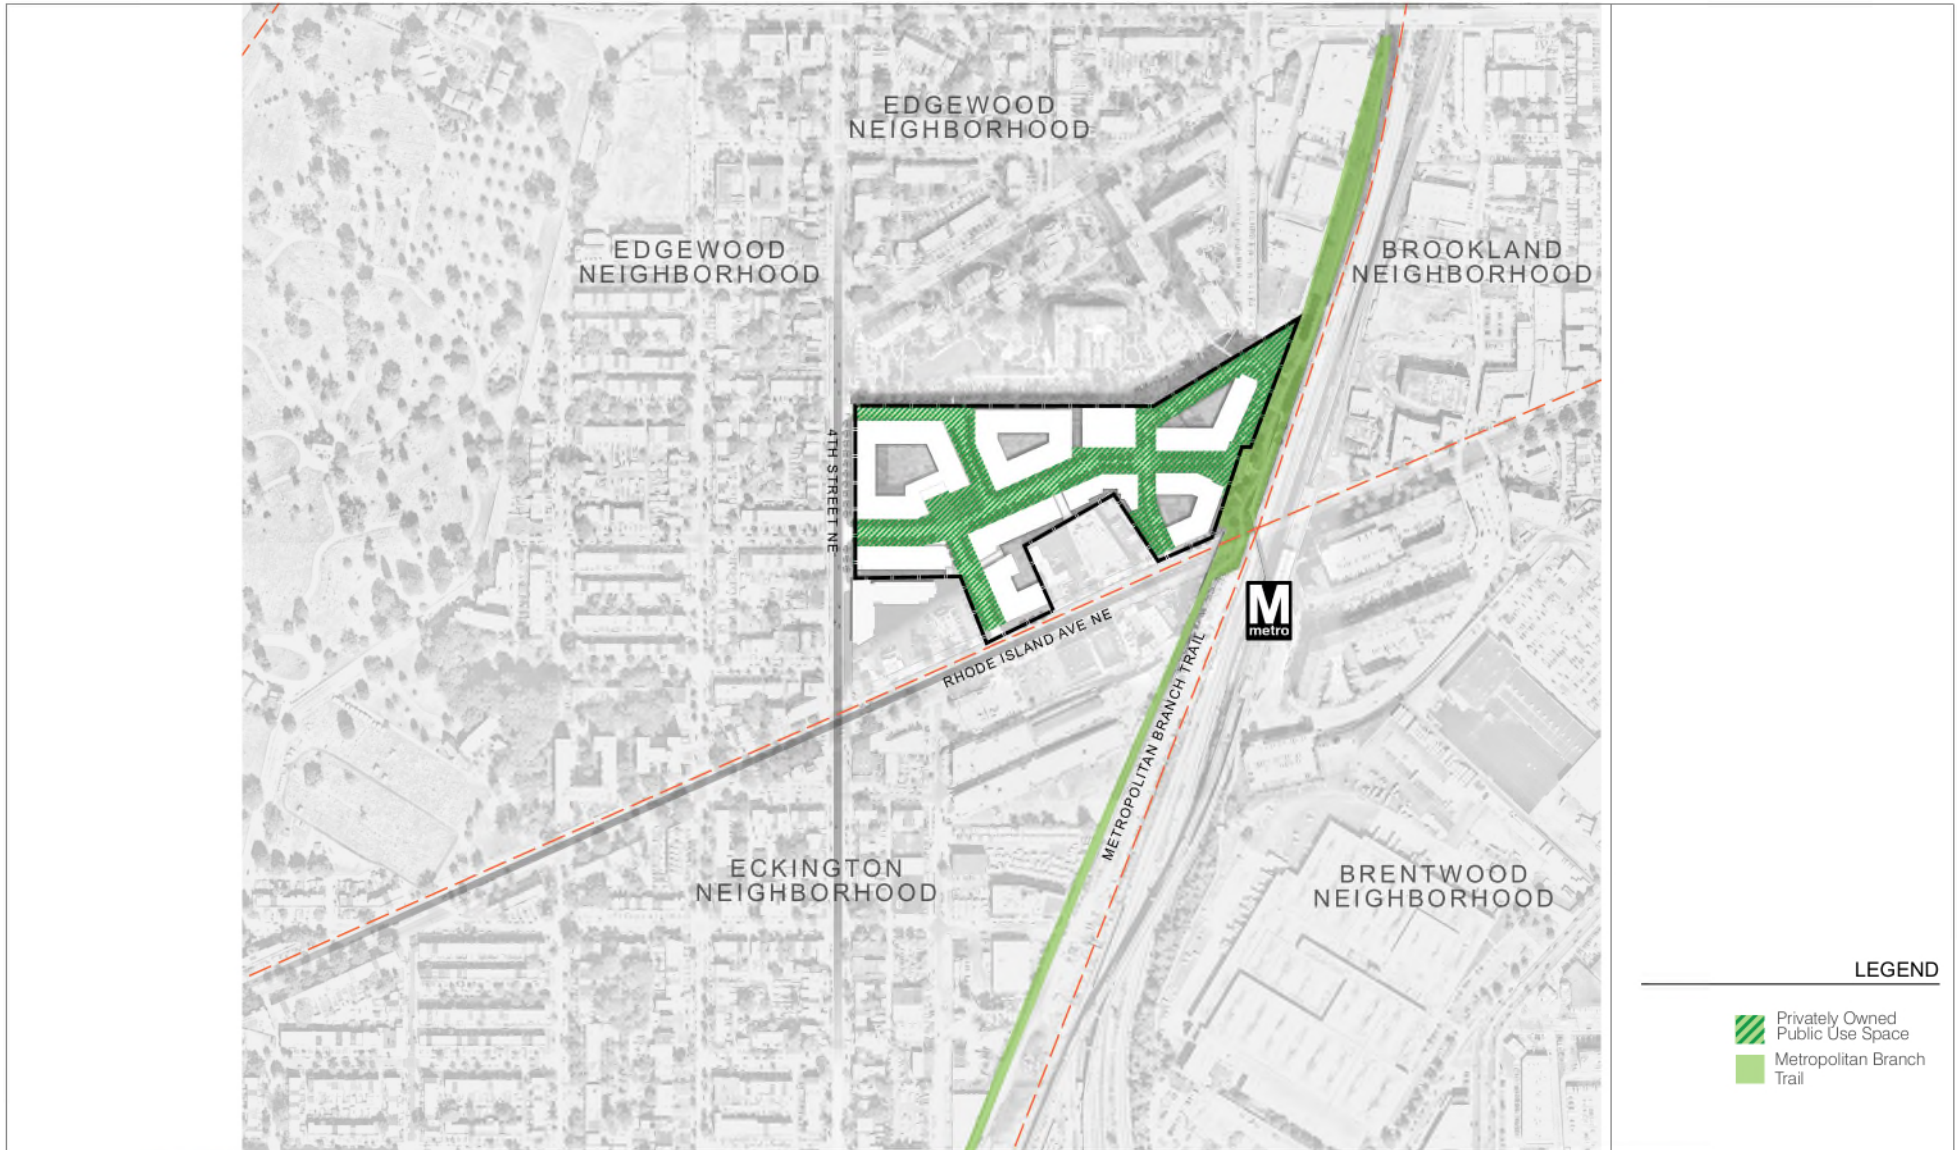 EDGEWOOD
NEIGHBORHOOD
EDGEWOOD
NEIGHBORHOOD
BROOKLAND
NEIGHBORHOOD
4TH STREET NE
M
metro
RHODE ISLAND AVE NE
METROPOLITAN BRANCH TRAIL
ECKINGTON
NEIGHBORHOOD
BRENTWOOD
NEIGHBORHOOD
LEGEND
Privately Owned
Public Use Space
Metropolitan Branch
Trail